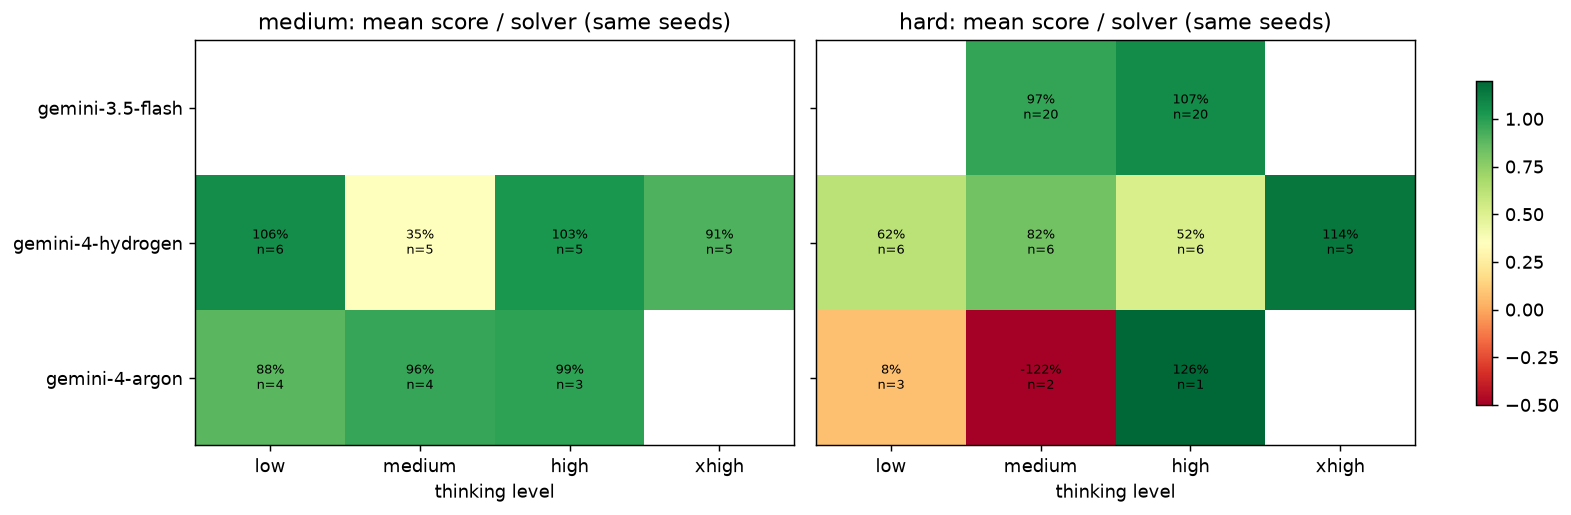 medium: mean score / solver (same seeds)
hard: mean score / solver (same seeds)
gemini-3.5-flash
97%
n=20
107%
n=20
gemini-4-hydrogen
106%
n=6
35%
n=5
103%
n=5
91%
n=5
62%
n=6
82%
n=6
52%
n=6
114%
n=5
gemini-4-argon
88%
n=4
96%
n=4
99%
n=3
8%
n=3
-122%
n=2
126%
n=1
low
medium
high
xhigh
thinking level
low
medium
high
xhigh
thinking level
1.00
0.75
0.50
0.25
0.00
−0.25
−0.50